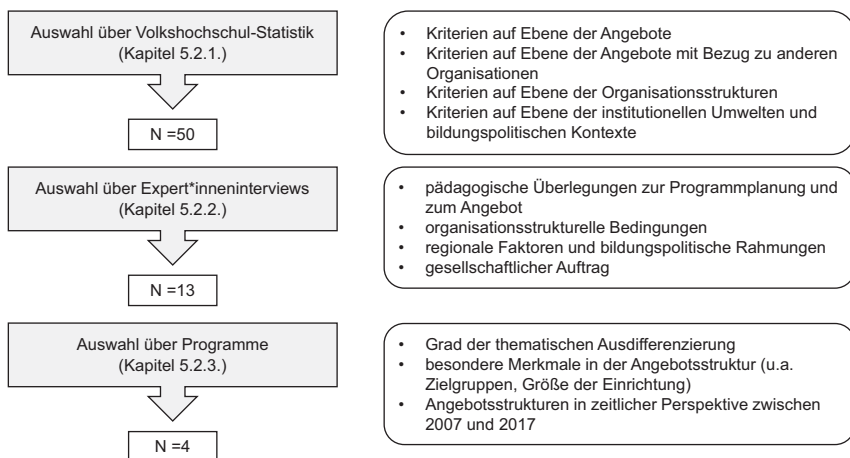 Auswahl über Volkshochschul-Statistik
(Kapitel 5.2.1.)
N =50
• Kriterien auf Ebene der Angebote
• Kriterien auf Ebene der Angebote mit Bezug zu anderen
Organisationen
• Kriterien auf Ebene der Organisationsstrukturen
• Kriterien auf Ebene der institutionellen Umwelten und
bildungspolitischen Kontexte
Auswahl über Expert*inneninterviews
(Kapitel 5.2.2.)
N =13
• pädagogische Überlegungen zur Programmplanung und
zum Angebot
• organisationsstrukturelle Bedingungen
• regionale Faktoren und bildungspolitische Rahmungen
• gesellschaftlicher Auftrag
Auswahl über Programme
(Kapitel 5.2.3.)
N =4
• Grad der thematischen Ausdifferenzierung
• besondere Merkmale in der Angebotsstruktur (u.a.
Zielgruppen, Größe der Einrichtung)
• Angebotsstrukturen in zeitlicher Perspektive zwischen
2007 und 2017